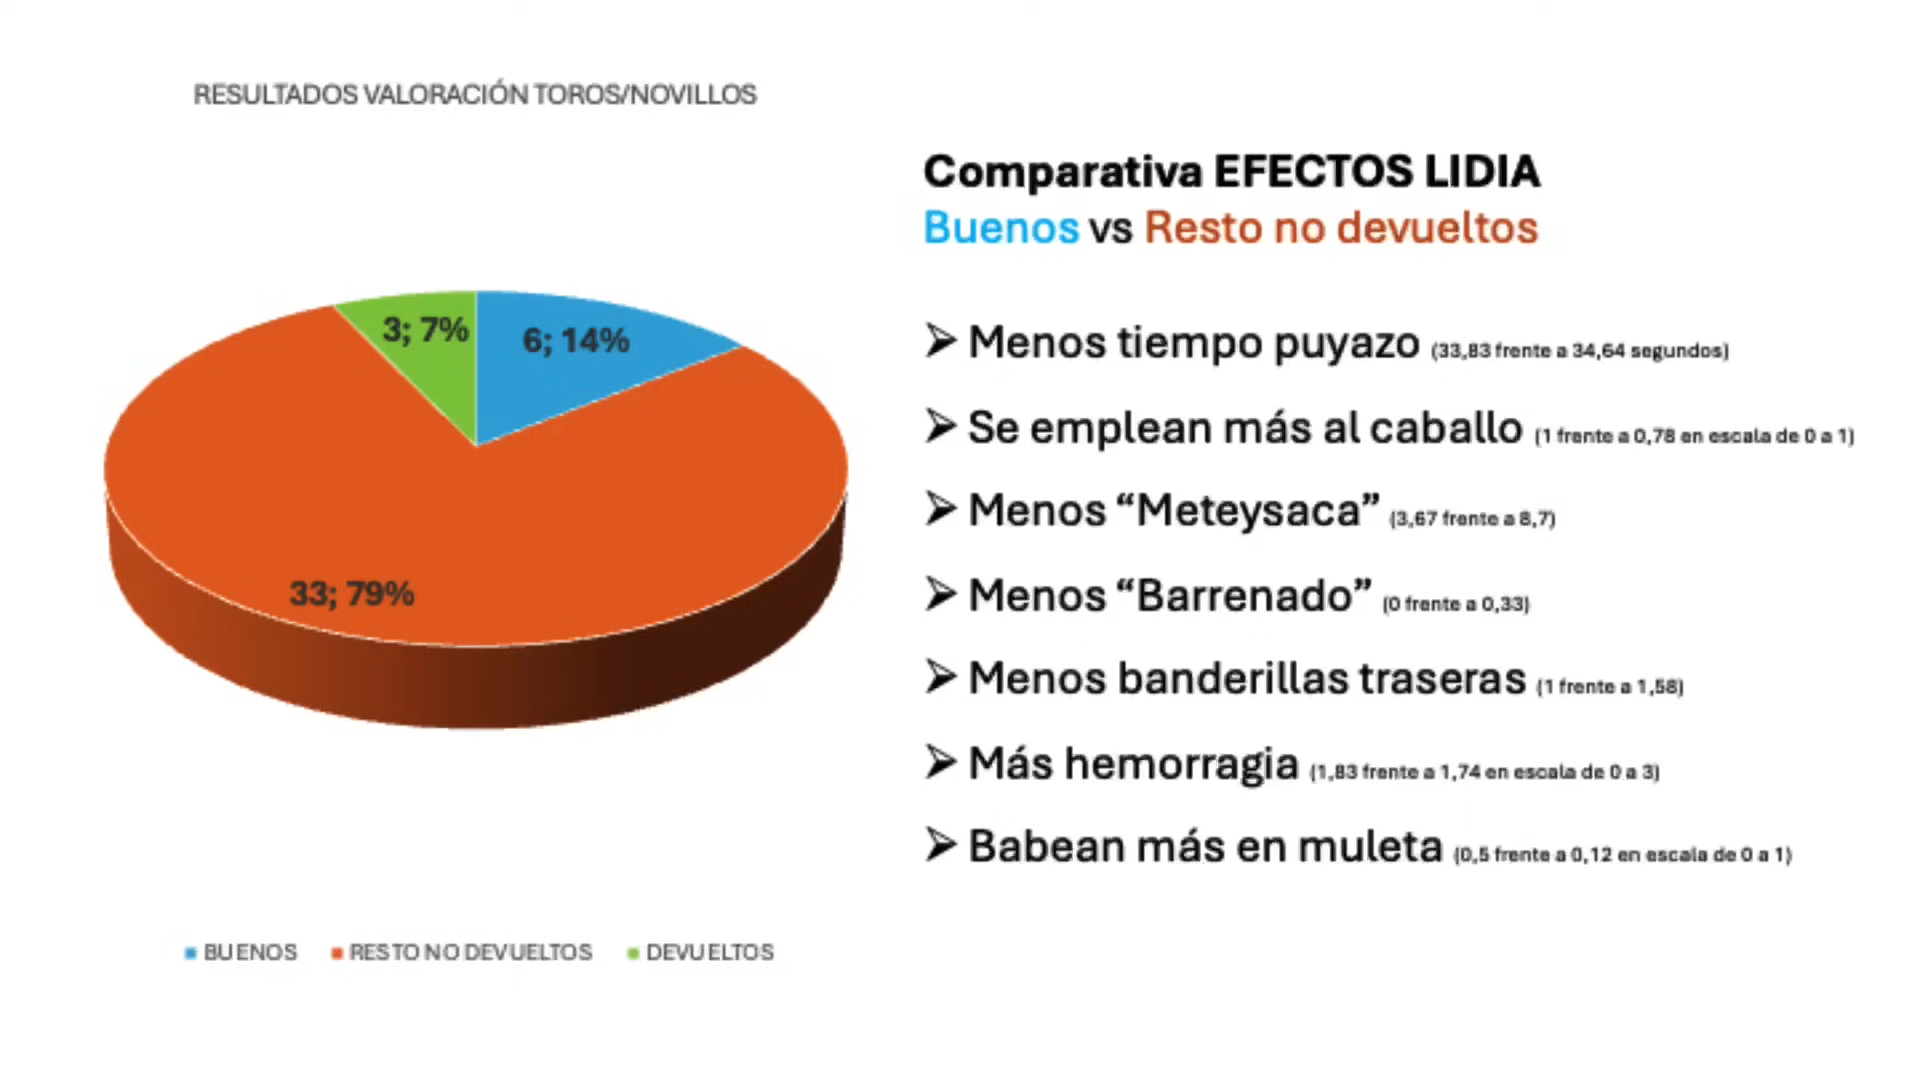 RESULTADOS VALORACIÓN TOROS/NOVILLOS
3; 7%
6; 14%
33; 79%
BUENOS
RESTO NO DEVUELTOS
DEVUELTOS
Comparativa EFECTOS LIDIA
Buenos vs Resto no devueltos
➢ Menos tiempo puyazo (33,83 frente a 34,64 segundos)
➢ Se emplean más al caballo (1 frente a 0,78 en escala de 0 a 1)
➢ Menos “Meteysaca” (3,67 frente a 8,7)
➢ Menos “Barrenado” (0 frente a 0,33)
➢ Menos banderillas traseras (1 frente a 1,58)
➢ Más hemorragia (1,83 frente a 1,74 en escala de 0 a 3)
➢ Babean más en muleta (0,5 frente a 0,12 en escala de 0 a 1)